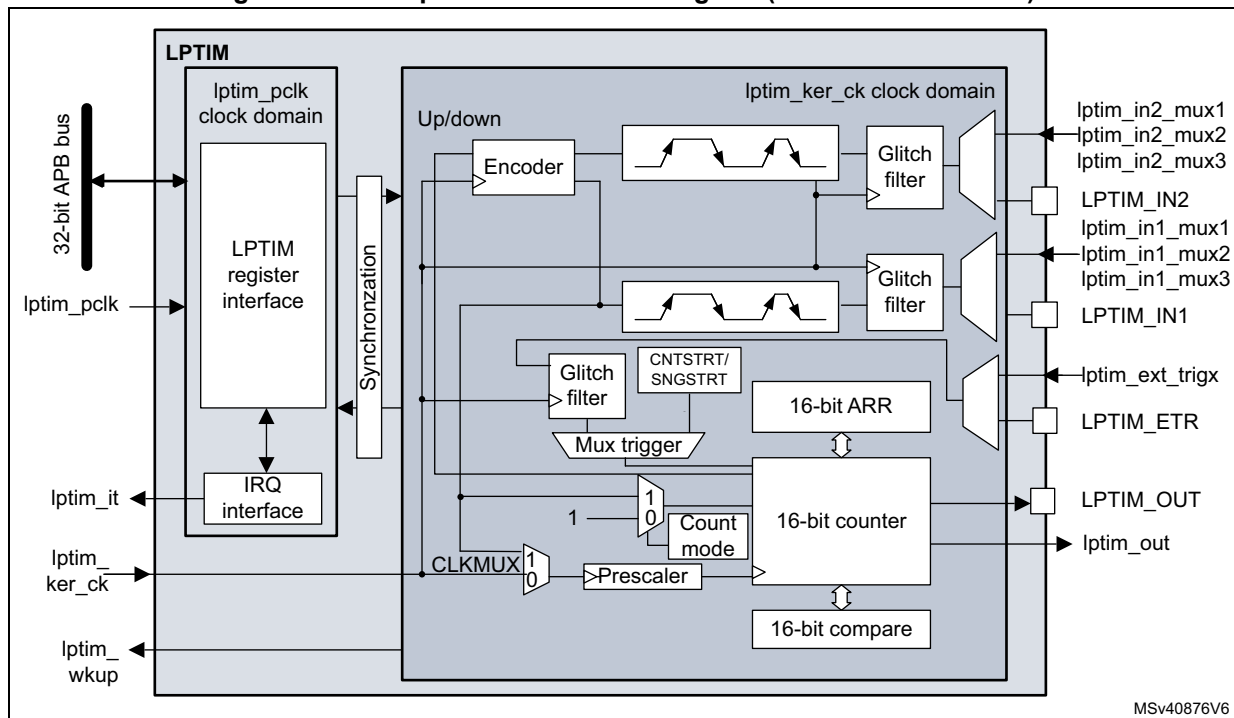 LPTIM
lptim_pclk
clock domain
lptim_ker_ck clock domain
Up/down
32-bit APB bus
LPTIM
register
interface
Synchronzation
Encoder
Glitch
filter
lptim_in2_mux1
lptim_in2_mux2
lptim_in2_mux3
LPTIM_IN2
lptim_in1_mux1
lptim_in1_mux2
lptim_in1_mux3
LPTIM_IN1
Glitch
filter
lptim_pclk
Glitch
filter
CNTSTRT/
SNGSTRT
Mux trigger
16-bit ARR
lptim_ext_trigx
LPTIM_ETR
lptim_it
IRQ
interface
1
1
0
Count
mode
16-bit counter
LPTIM_OUT
lptim_out
lptim_
ker_ck
CLKMUX
1
0
Prescaler
16-bit compare
lptim_
wkup
MSv40876V6